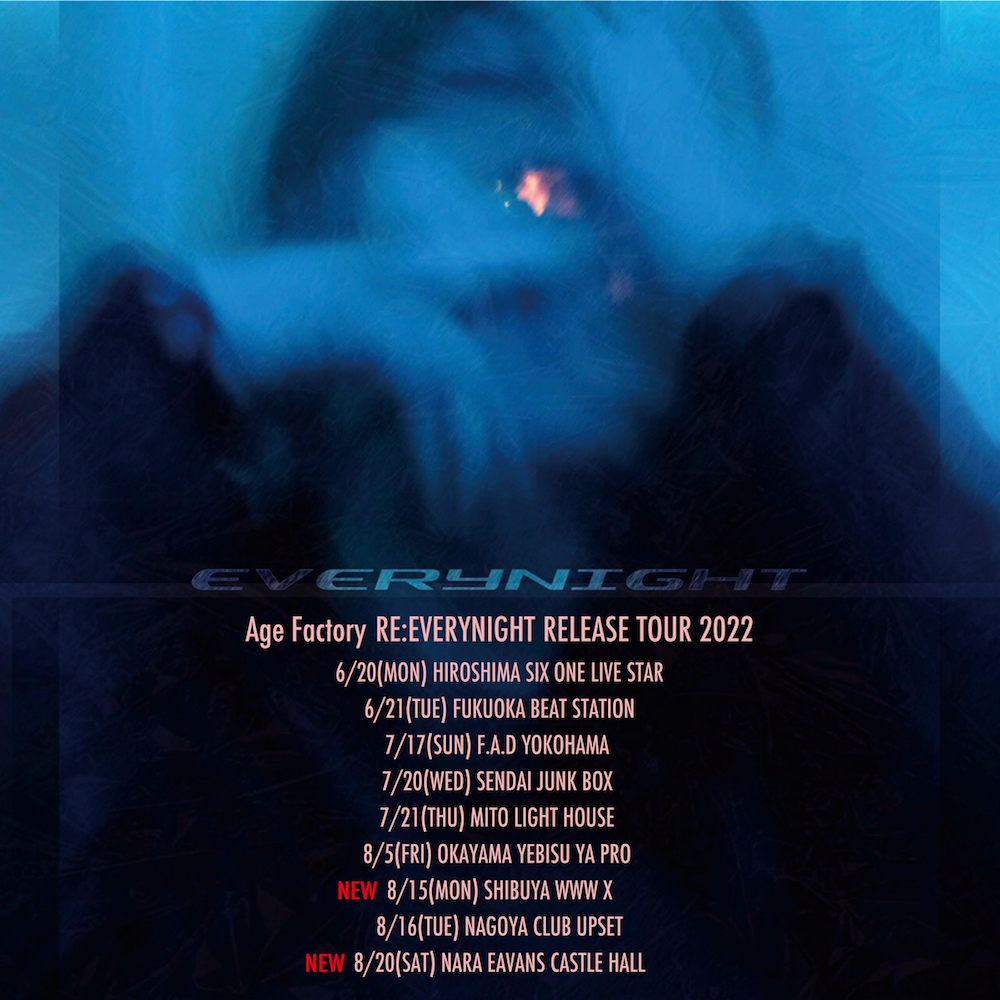 EVERYNIGHT
Age Factory RE:EVERYNIGHT RELEASE TOUR 2022
6/20(MON) HIROSHIMA SIX ONE LIVE STAR
6/21(TUE) FUKUOKA BEAT STATION
7/17(SUN) F.A.D YOKOHAMA
7/20(WED) SENDAI JUNK BOX
7/21(THU) MITO LIGHT HOUSE
8/5(FRI) OKAYAMA YEBISU YA PRO
NEW 8/15(MON) SHIBUYA WWW X
8/16(TUE) NAGOYA CLUB UPSET
NEW 8/20(SAT) NARA EAVANS CASTLE HALL